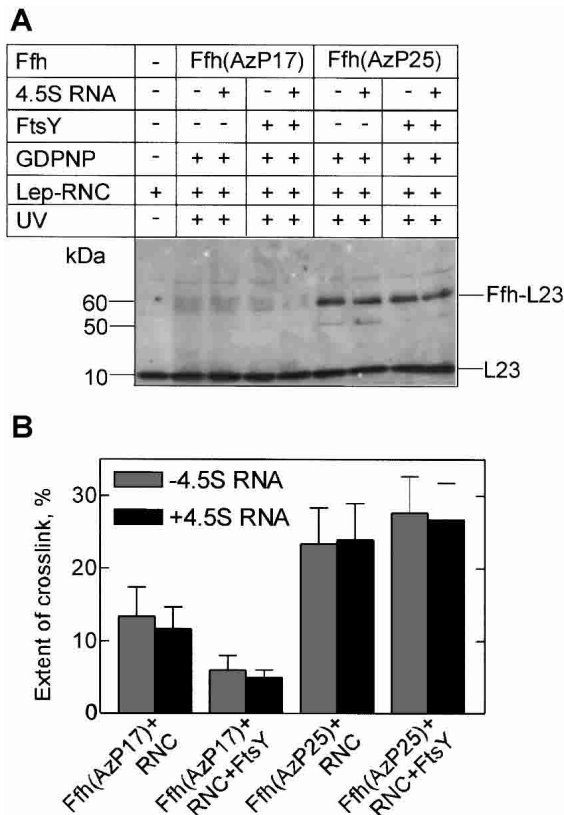 A
Ffh - Ffh(AzP17) Ffh(AzP25)
4.5S RNA - - + - + - + - +
FtsY - - - + + - - + +
GDPNP - + + + + + + + +
Lep-RNC + + + + + + + + +
UV - + + + + + + + +
kDa
60 Ffh-L23
50
10 L23
B
-4.5S RNA
+4.5S RNA
Extent of crosslink, %
30
20
10
0
Ffh(AzP17)+
RNC
Ffh(AzP17)+
RNC+FtsY
Ffh(AzP25)+
RNC
Ffh(AzP25)+
RNC+FtsY